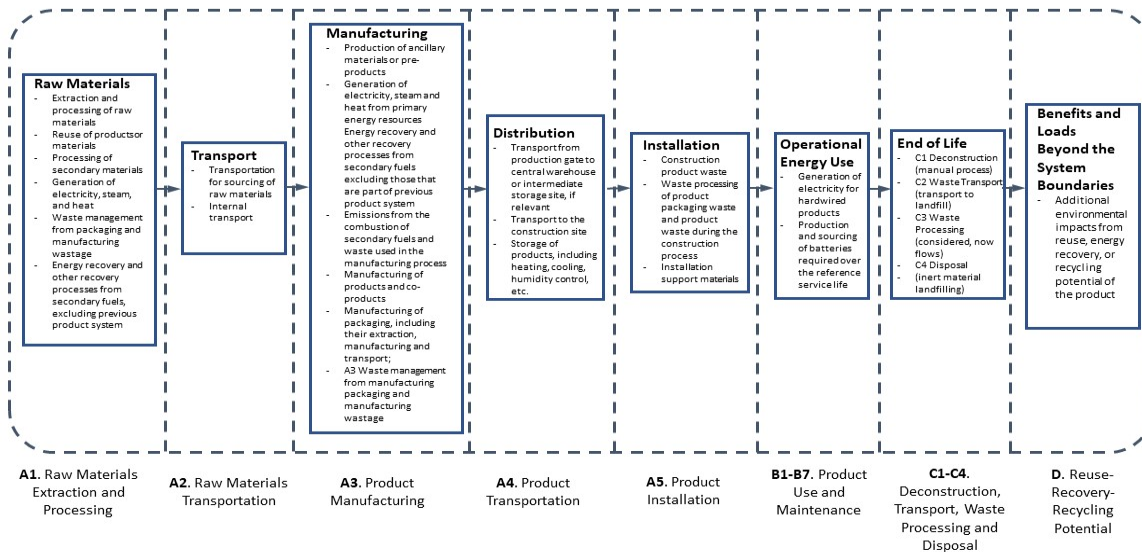 Raw Materials
- Extraction and
processing of raw
materials
- Reuse of productsor
materials
- Processing of
secondary materials
- Generation of
electricity, steam,
and heat
- Waste management
from packaging and
manufacturing
wastage
- Energy recovery and
other recovery
processes from
secondary fuels,
excluding previous
product system
Transport
- Transportation
for sourcing of
raw materials
- Internal
transport
Manufacturing
- Production of ancillary
materials or pre-
products
- Generation of
electricity, steam and
heat from primary
energy resources
Energy recovery and
other recovery
processes from
secondary fuels
excluding those that
are part of previous
product system
- Emissions from the
combustion of
secondary fuels and
waste used in the
manufacturing process
- Manufacturing of
products and co-
products
- Manufacturing of
packaging, including
their extraction,
manufacturing and
transport;
- A3 Waste management
from manufacturing
packaging and
manufacturing
wastage
Distribution
- Transport from
production gate to
central warehouse
or intermediate
storage site, if
relevant
- Transport to the
construction site
- Storage of
products, including
heating, cooling,
humidity control,
etc.
Installation
- Construction
product waste
- Waste processing
of product
packaging waste
and product
waste during the
construction
process
- Installation
support materials
Operational
Energy Use
- Generation of
electricity for
hardwired
products
- Production
and sourcing
of batteries
required over
the reference
service life
End of Life
- C1 Deconstruction
(manual process)
- C2 Waste Transport
(transport to
landfill)
- C3 Waste
Processing
(considered, now
flows)
- C4 Disposal
- (inert material
landfilling)
Benefits and
Loads
Beyond the
System
Boundaries
- Additional
environmental
impacts from
reuse, energy
recovery, or
recycling
potential of
the product
A1. Raw Materials
Extraction and
Processing
A2. Raw Materials
Transportation
A3. Product
Manufacturing
A4. Product
Transportation
A5. Product
Installation
B1-B7. Product
Use and
Maintenance
C1-C4.
Deconstruction,
Transport, Waste
Processing and
Disposal
D. Reuse-
Recovery-
Recycling
Potential